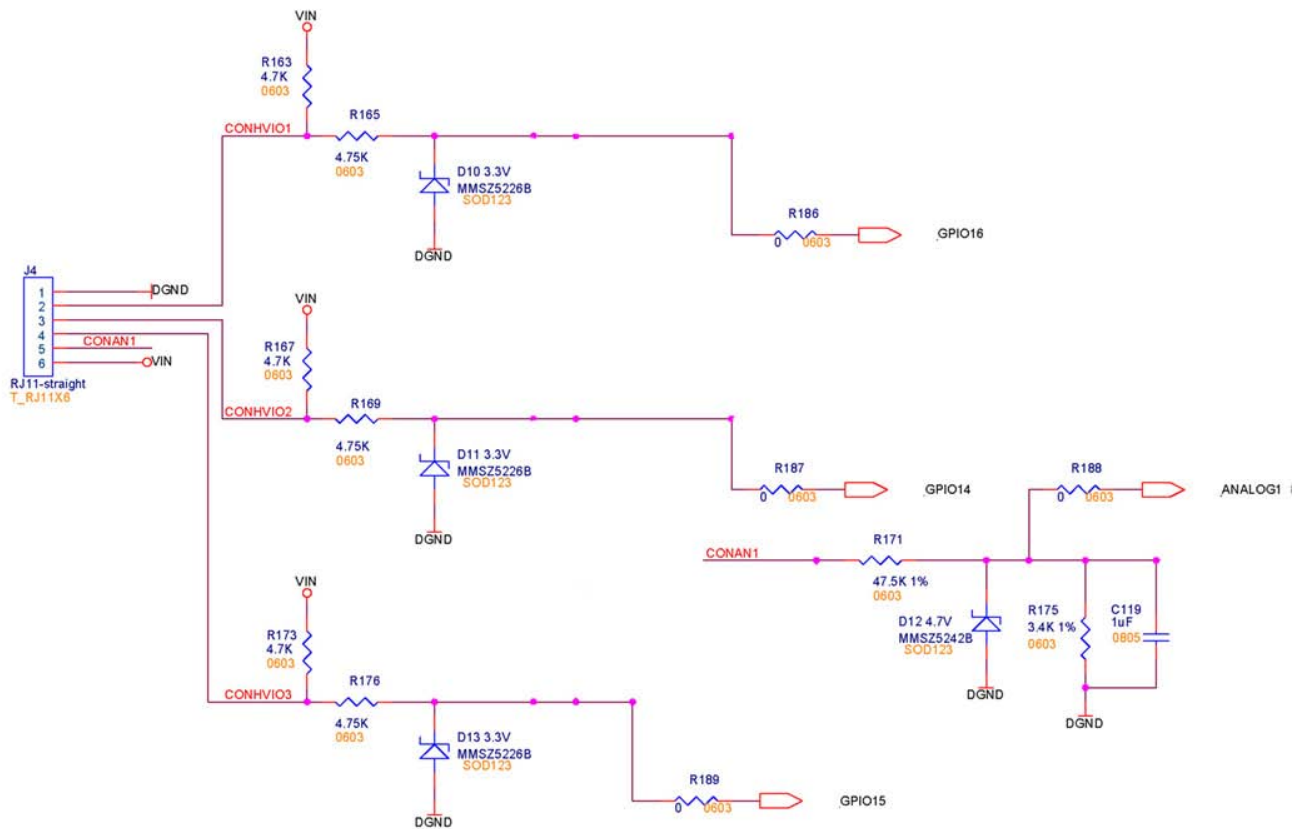 VIN
R163
4.7K
0603
CONHVIO1
R165
4.75K
0603
D10 3.3V
MMSZ5226B
SOD123
DGND
R186
0 0603
GPIO16
J4
1 DGND
2
3
4
5 CONAN1
6 VIN
RJ11-straight
T_RJ11X6
VIN
R167
4.7K
0603
CONHVIO2
R169
4.75K
0603
D11 3.3V
MMSZ5226B
SOD123
DGND
R187
0 0603
GPIO14
R188
0 0603
ANALOG1
CONAN1
R171
47.5K 1%
0603
D12 4.7V
MMSZ5242B
SOD123
DGND
R175
3.4K 1%
0603
C119
1uF
0805
DGND
VIN
R173
4.7K
0603
CONHVIO3
R176
4.75K
0603
D13 3.3V
MMSZ5226B
SOD123
DGND
R189
0 0603
GPIO15